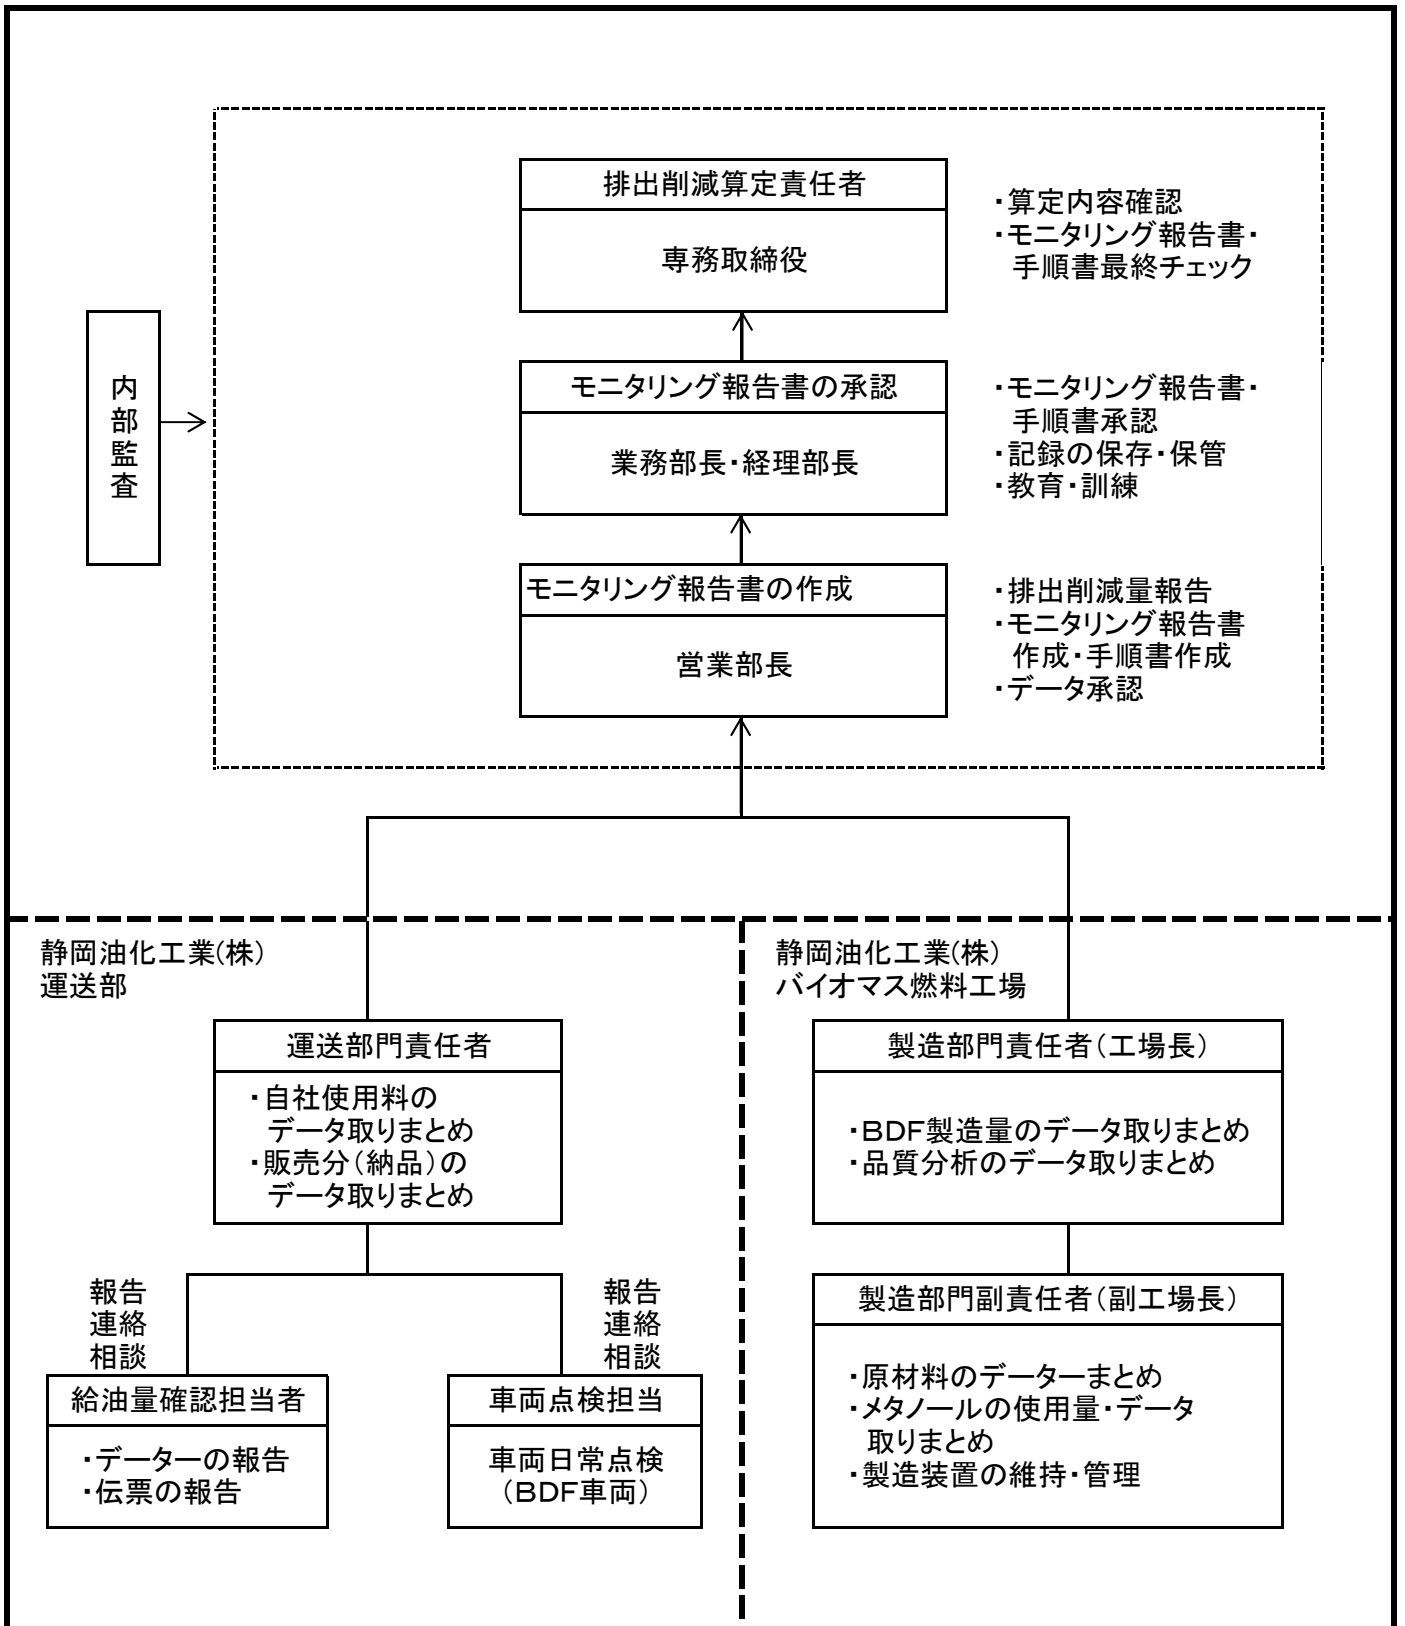 排出削減算定責任者
専務取締役
・算定内容確認
・モニタリング報告書・
手順書最終チェック
内
部
監
査
モニタリング報告書の承認
業務部長・経理部長
・モニタリング報告書・
手順書承認
・記録の保存・保管
・教育・訓練
モニタリング報告書の作成
営業部長
・排出削減量報告
・モニタリング報告書
作成・手順書作成
・データ承認
静岡油化工業(株)
運送部
運送部門責任者
・自社使用料の
データ取りまとめ
・販売分(納品)の
データ取りまとめ
報告
連絡
相談
給油量確認担当者
・データーの報告
・伝票の報告
報告
連絡
相談
車両点検担当
車両日常点検
(BDF車両)
静岡油化工業(株)
バイオマス燃料工場
製造部門責任者(工場長)
・BDF製造量のデータ取りまとめ
・品質分析のデータ取りまとめ
製造部門副責任者(副工場長)
・原材料のデーターまとめ
・メタノールの使用量・データ
取りまとめ
・製造装置の維持・管理